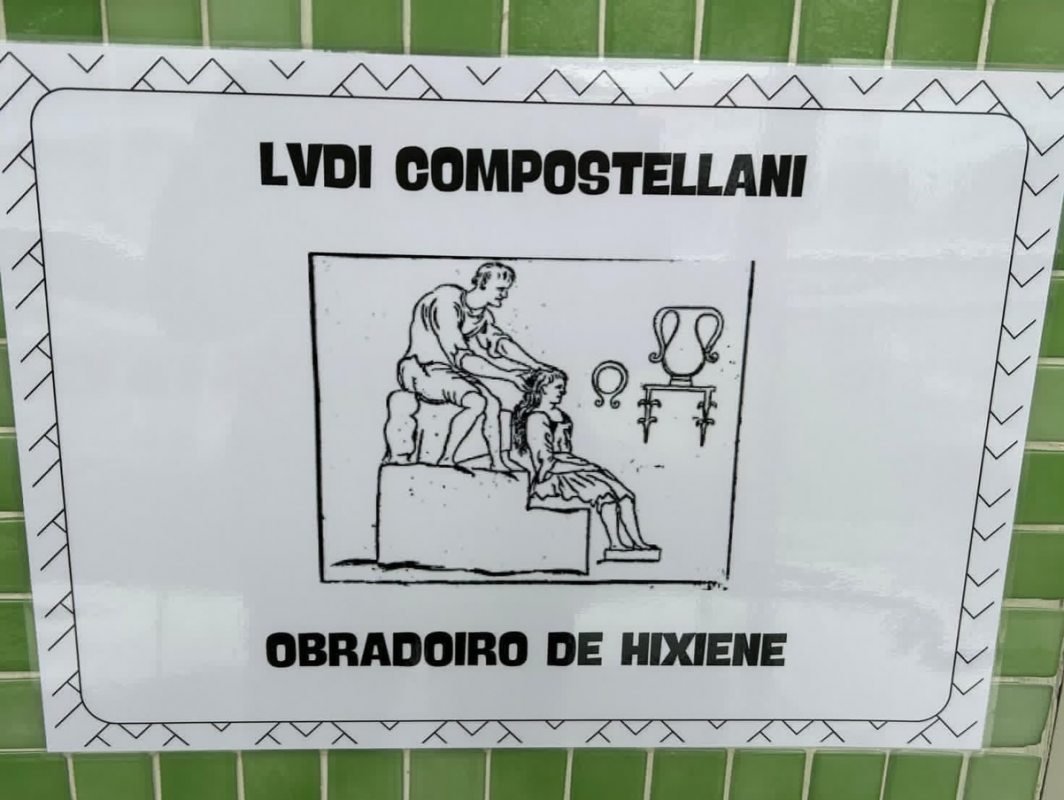 LVDI COMPOSTELLANI
OBRADOIRO DE HIXIENE